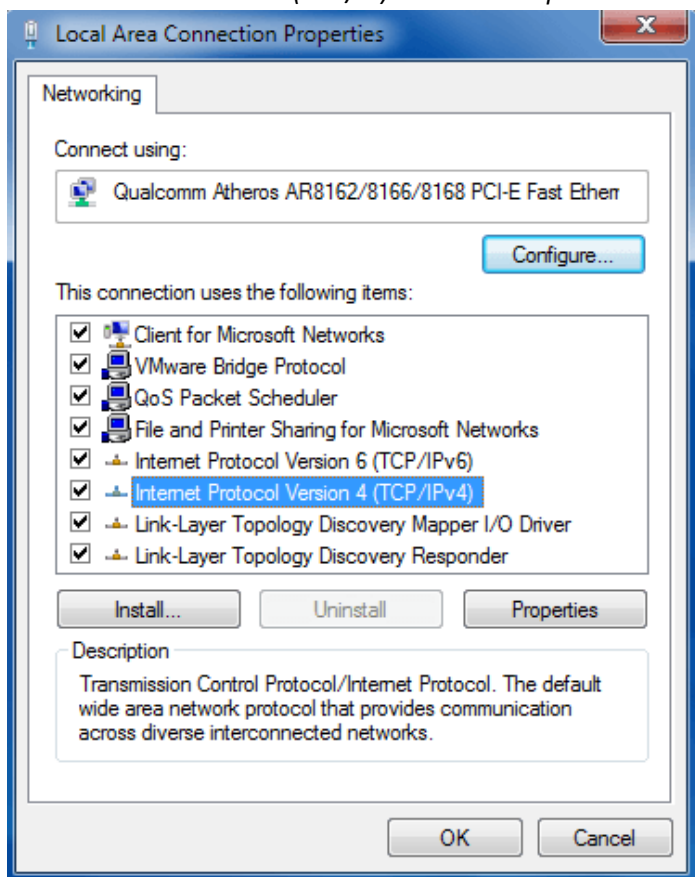 Local Area Connection Properties
Networking
Connect using:
Qualcomm Atheros AR8162/8166/8168 PCI-E Fast Ethern
Configure...
This connection uses the following items:
Client for Microsoft Networks
VMware Bridge Protocol
QoS Packet Scheduler
File and Printer Sharing for Microsoft Networks
Internet Protocol Version 6 (TCP/IPv6)
Internet Protocol Version 4 (TCP/IPv4)
Link-Layer Topology Discovery Mapper I/O Driver
Link-Layer Topology Discovery Responder
Install... Uninstall Properties
Description
Transmission Control Protocol/Internet Protocol. The default
wide area network protocol that provides communication
across diverse interconnected networks.
OK Cancel